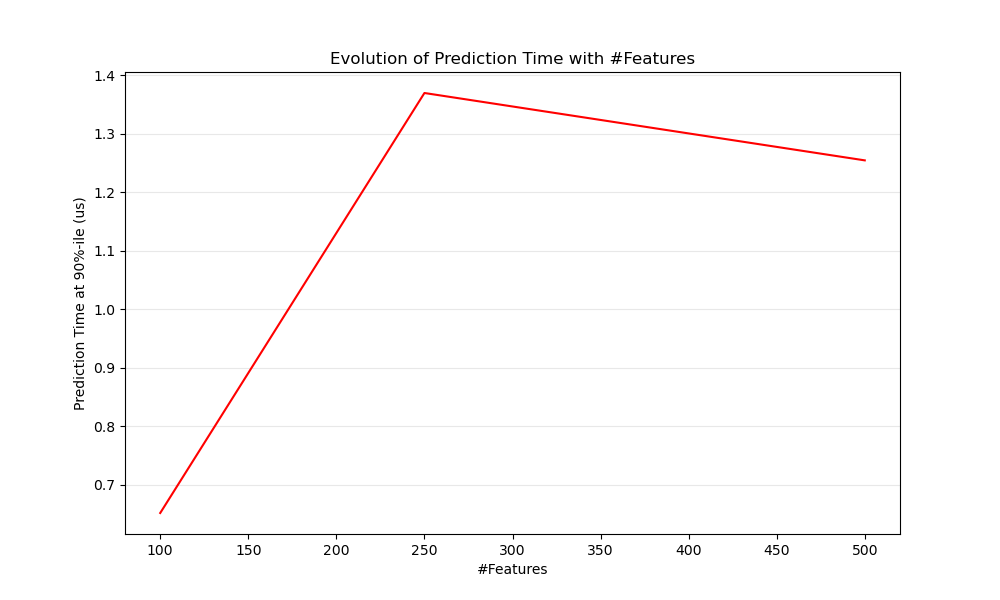 Evolution of Prediction Time with #Features
Prediction Time at 90%-ile (us)
1.4
1.3
1.2
1.1
1.0
0.9
0.8
0.7
100 150 200 250 300 350 400 450 500
#Features